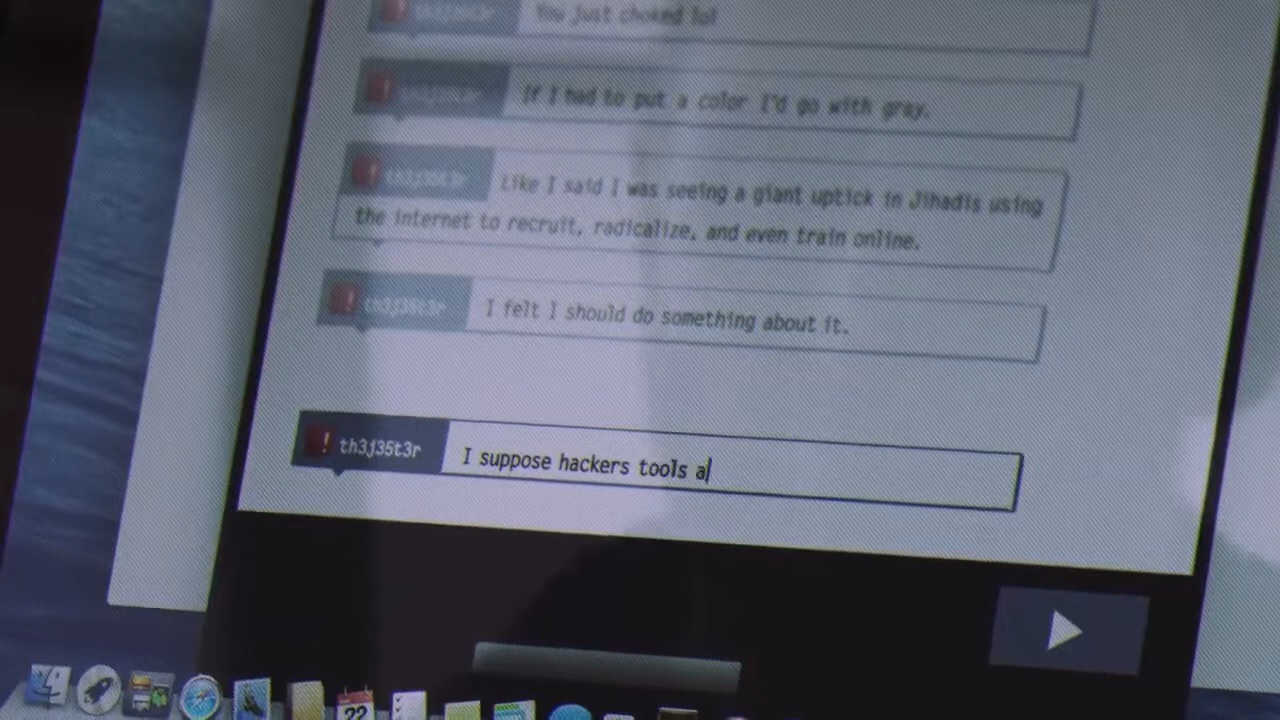 You just choked lol
If I had to put a color I'd go with gray.
Like I said I was seeing a giant uptick in Jihadis using
the internet to recruit, radicalize, and even train online.
th3j35t3r I felt I should do something about it.
! th3j35t3r I suppose hackers tools a
22